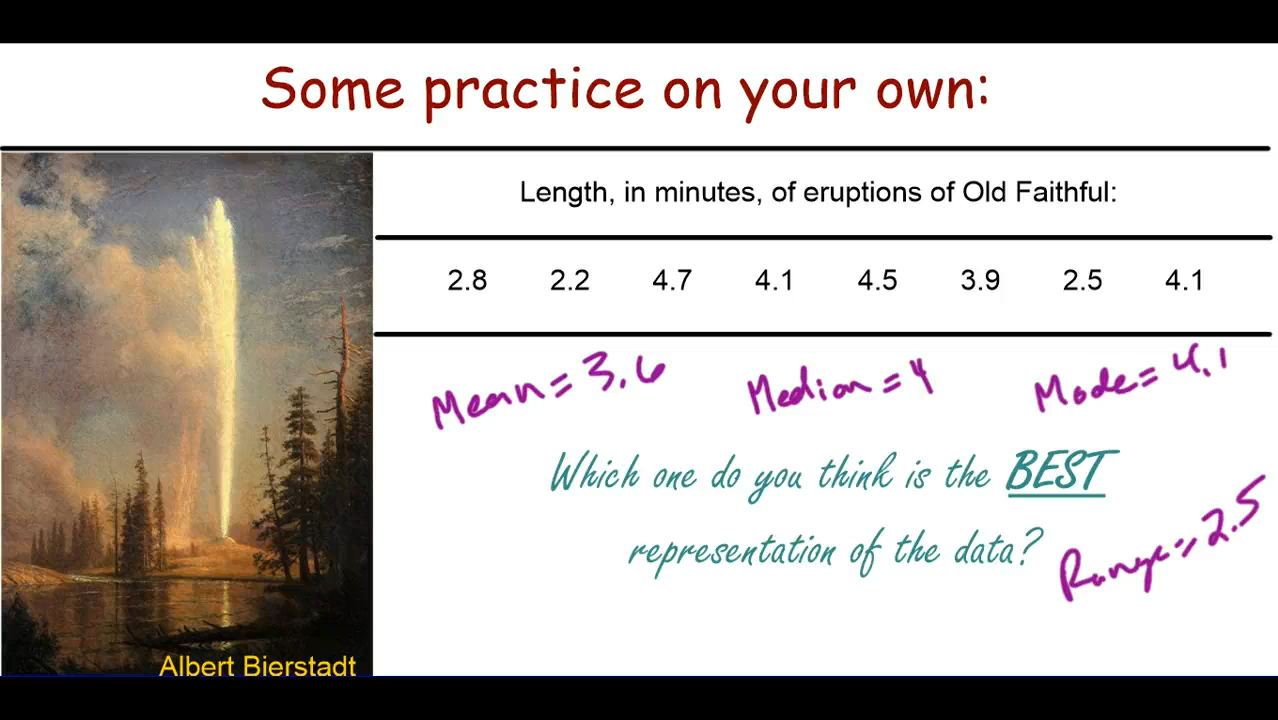 Some practice on your own:
Length, in minutes, of eruptions of Old Faithful:
2.8 2.2 4.7 4.1 4.5 3.9 2.5 4.1
Mean = 3.6 Median = 4 Mode = 4.1
Which one do you think is the BEST
representation of the data?
Range = 2.5
Albert Bierstadt